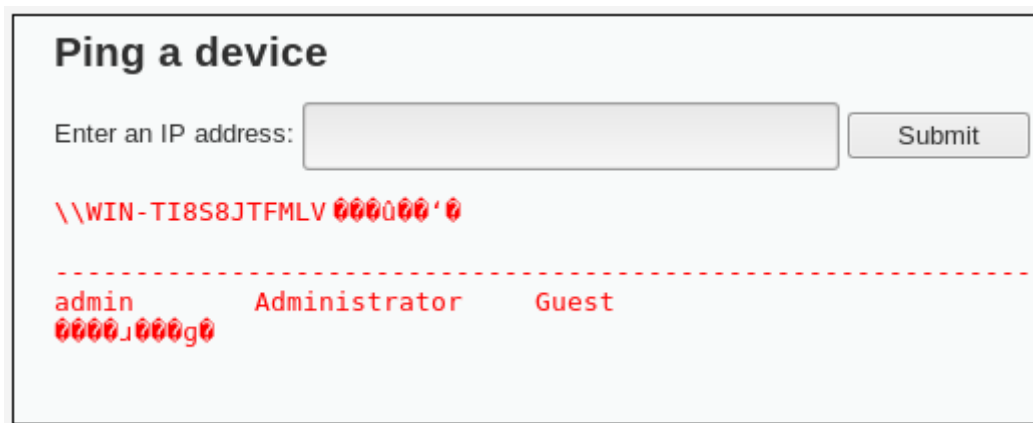 Ping a device
Enter an IP address:
Submit
\\WIN-TI8S8JTFMLV ���û��‘�
-------------------------------------------------------------
admin Administrator Guest
����ɹ���ɡ�